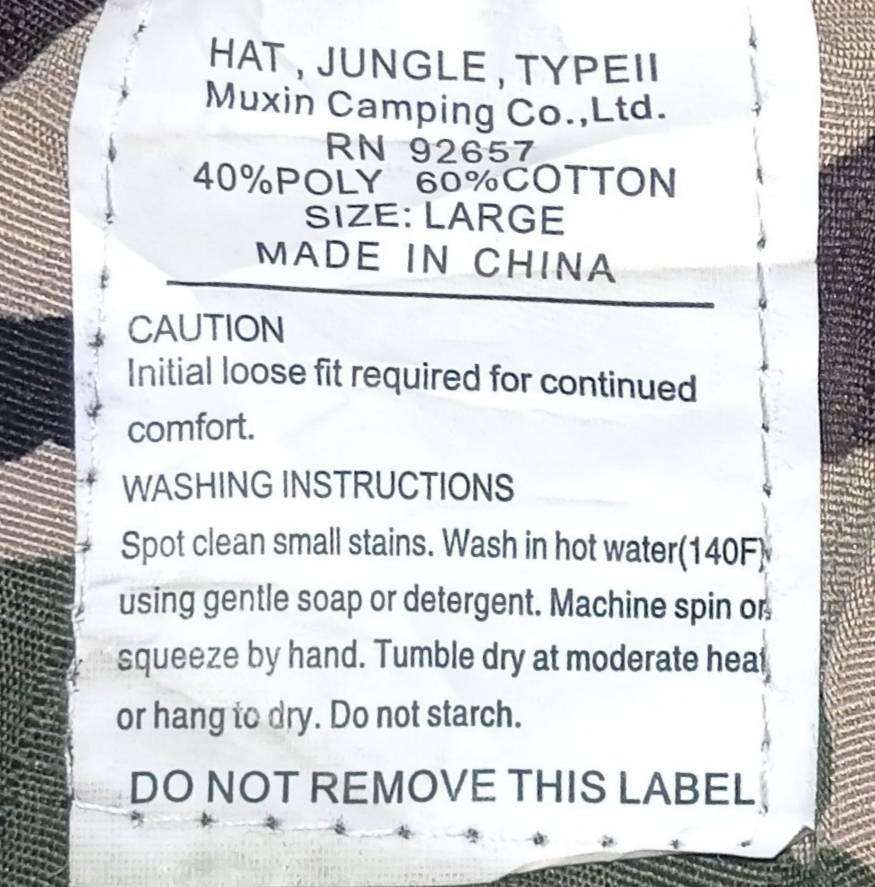 HAT, JUNGLE, TYPEII
Muxin Camping Co.,Ltd.
RN 92657
40%POLY 60%COTTON
SIZE: LARGE
MADE IN CHINA
CAUTION
Initial loose fit required for continued
comfort.
WASHING INSTRUCTIONS
Spot clean small stains. Wash in hot water(140F)
using gentle soap or detergent. Machine spin or
squeeze by hand. Tumble dry at moderate heat
or hang to dry. Do not starch.
DO NOT REMOVE THIS LABEL